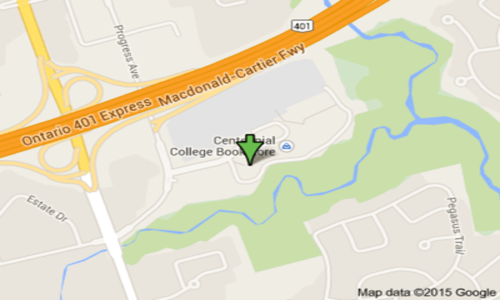 401
Progress Ave.
Ontario 401 Express Macdonald-Cartier Fwy
Centennial
College Bookstore
Estate Dr.
Pegasus Trail
Map data ©2015 Google